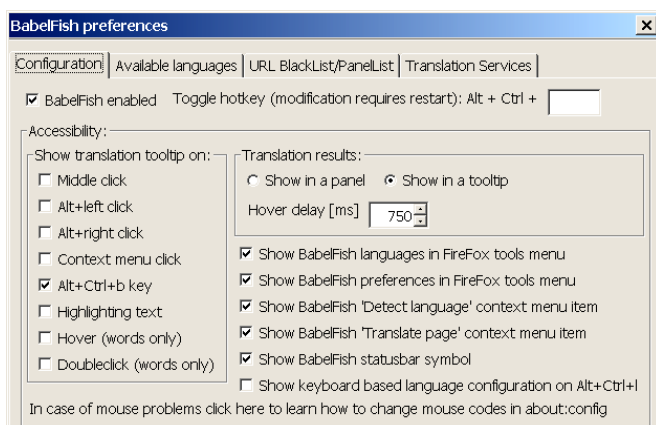 BabelFish preferences
Configuration Available languages URL BlackList/PanelList Translation Services
BabelFish enabled Toggle hotkey (modification requires restart): Alt + Ctrl +
Accessibility:
Show translation tooltip on:
Middle click
Alt+left click
Alt+right click
Context menu click
Alt+Ctrl+b key
Highlighting text
Hover (words only)
Doubleclick (words only)
Translation results:
Show in a panel Show in a tooltip
Hover delay [ms] 750
Show BabelFish languages in FireFox tools menu
Show BabelFish preferences in FireFox tools menu
Show BabelFish 'Detect language' context menu item
Show BabelFish 'Translate page' context menu item
Show BabelFish statusbar symbol
Show keyboard based language configuration on Alt+Ctrl+l
In case of mouse problems click here to learn how to change mouse codes in about:config